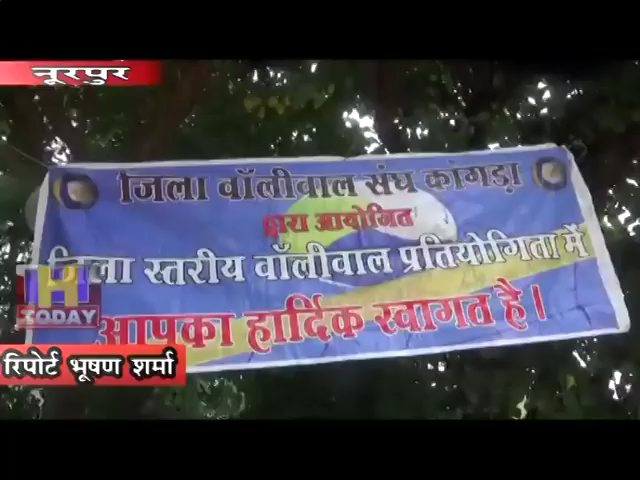 नूरपुर
जिला वॉलीवाल संघ कांगड़ा
द्वारा आयोजित
जिला स्तरीय वॉलीवाल प्रतियोगिता में
आपका हार्दिक स्वागत है।
H
TODAY
रिपोर्ट भूषण शर्मा